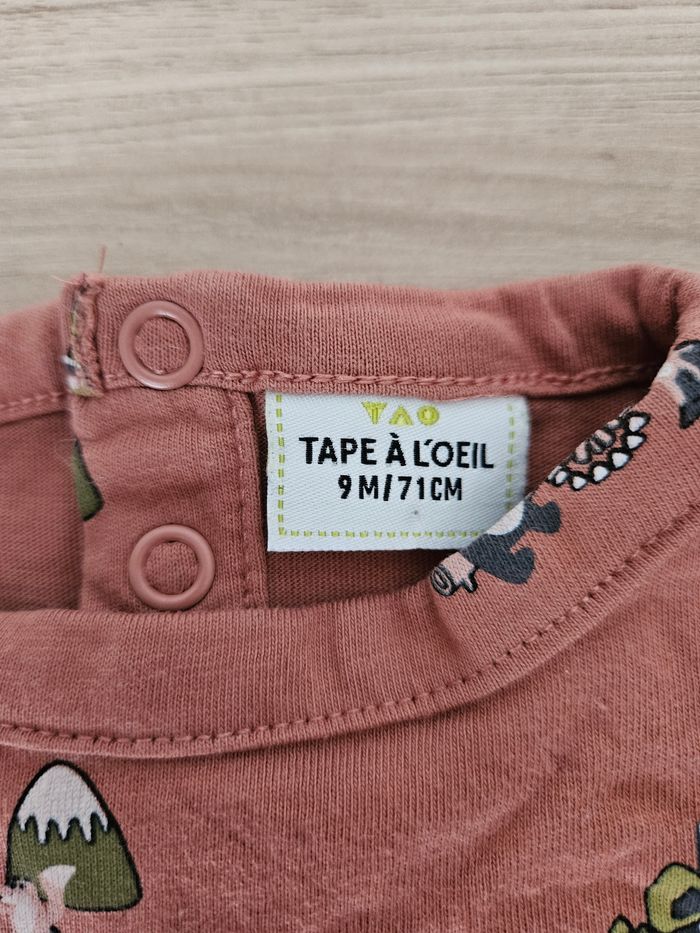 TAO
TAPE À L'OEIL
9M/71CM